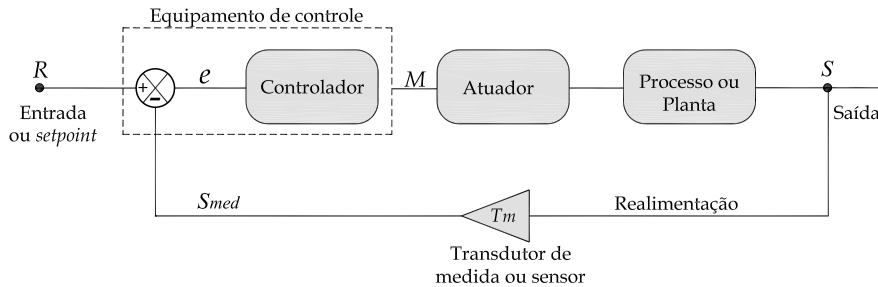 Equipamento de controle
R
+
-
e
Controlador
M
Atuador
Processo ou
Planta
S
Entrada
ou setpoint
Saída
Smed
Tm
Realimentação
Transdutor de
medida ou sensor